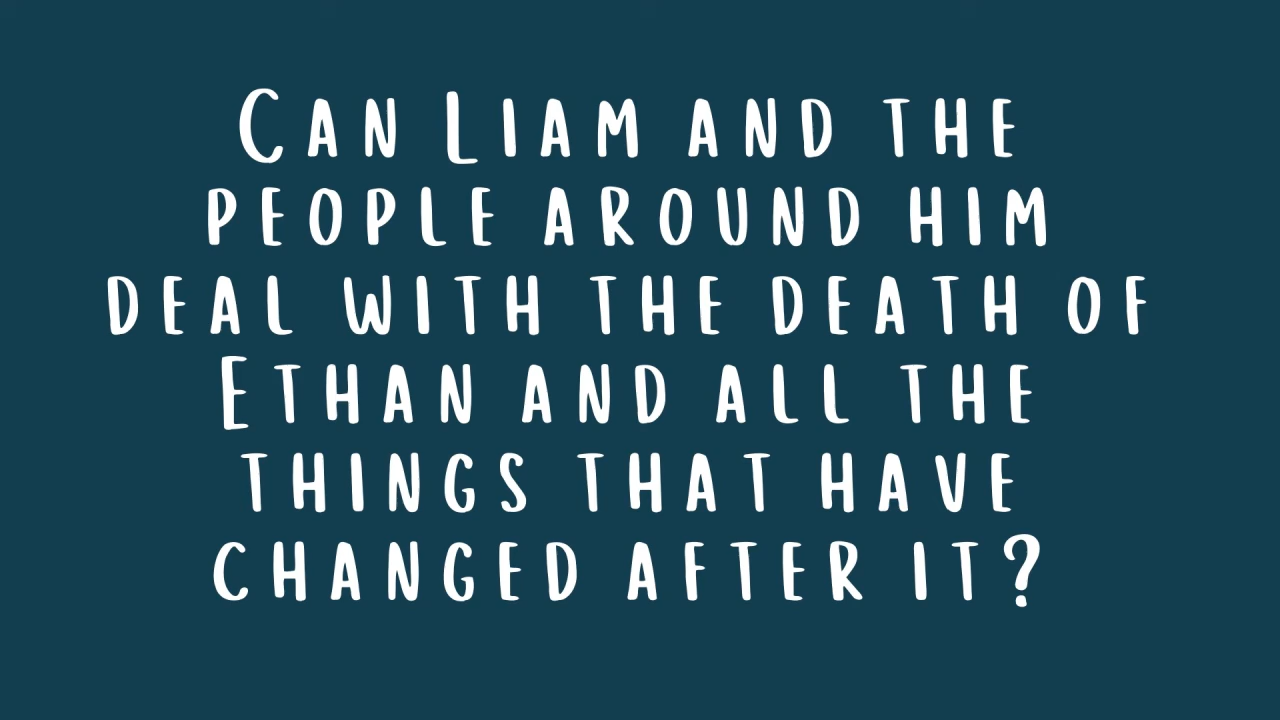 Can Liam and the
people around him
deal with the death of
Ethan and all the
things that have
changed after it?